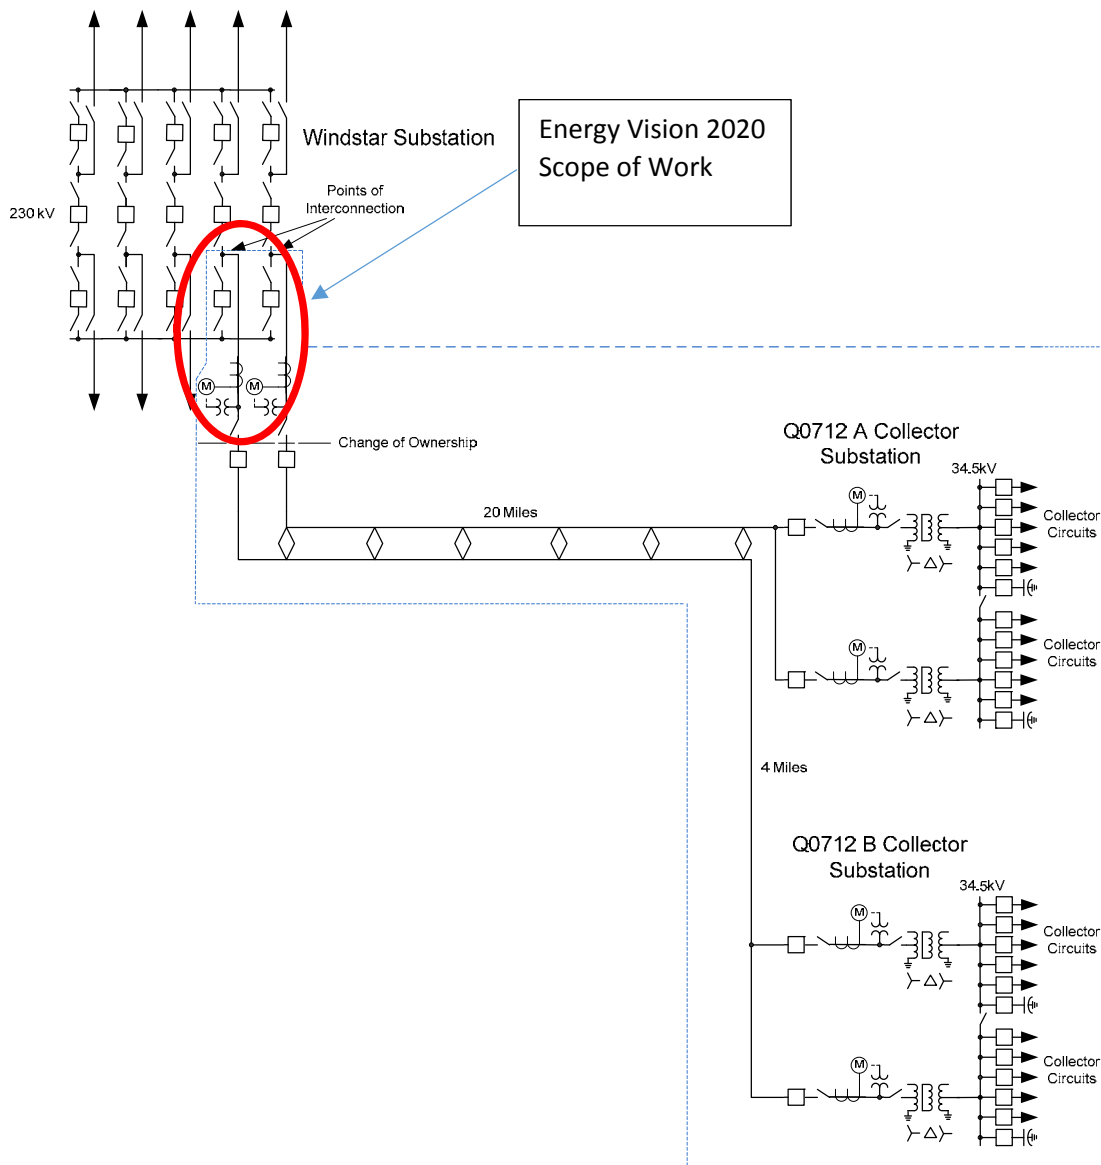 Energy Vision 2020
Scope of Work
Windstar Substation
Points of
Interconnection
230 kV
M
M
Change of Ownership
Q0712 A Collector
Substation
34.5kV
M
Collector
Circuits
20 Miles
M
Collector
Circuits
4 Miles
Q0712 B Collector
Substation
34.5kV
M
Collector
Circuits
M
Collector
Circuits